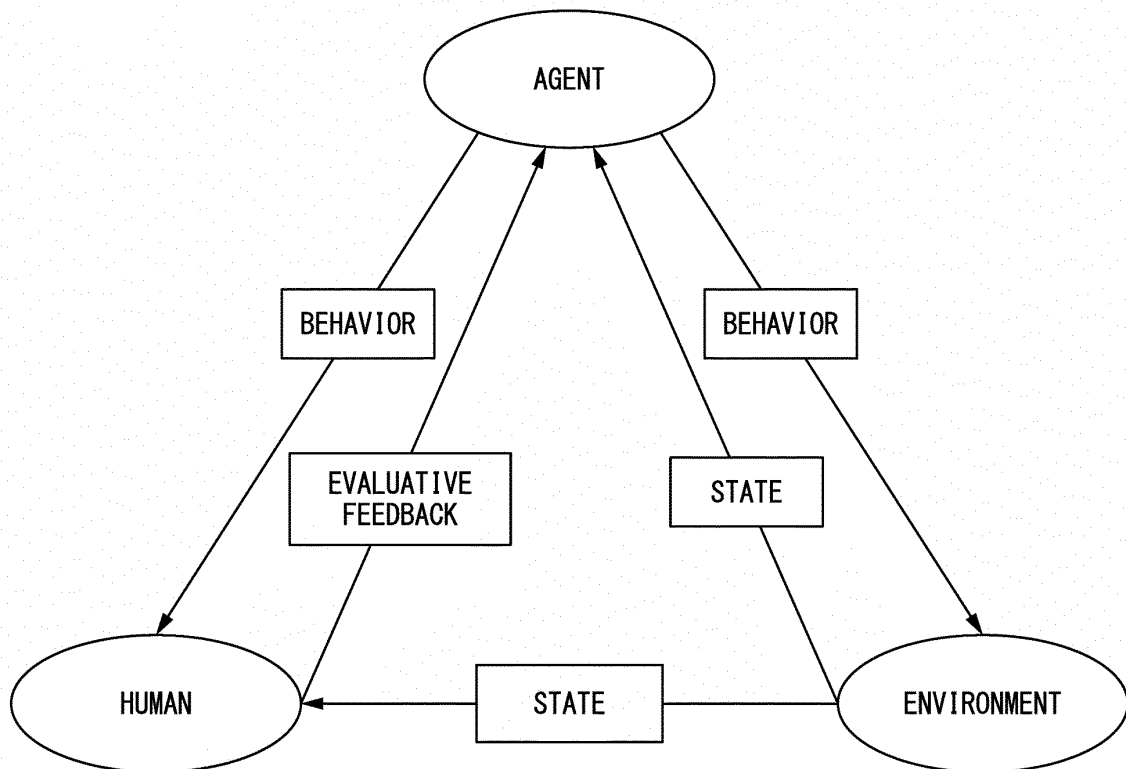 AGENT
BEHAVIOR
BEHAVIOR
EVALUATIVE
FEEDBACK
STATE
HUMAN
STATE
ENVIRONMENT